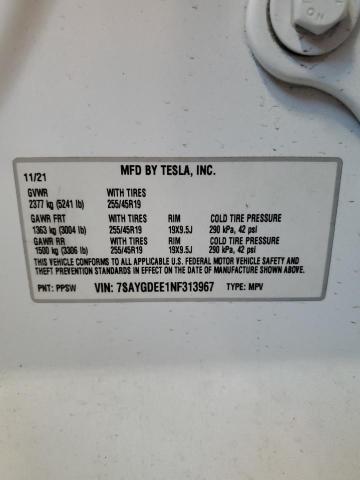 ON
MFD BY TESLA, INC.
11/21
GVWR WITH TIRES
2377 kg (5241 lb) 255/45R19
GAWR FRT WITH TIRES RIM COLD TIRE PRESSURE
1363 kg (3004 lb) 255/45R19 19X9.5J 290 kPa, 42 psi
GAWR RR WITH TIRES RIM COLD TIRE PRESSURE
1500 kg (3306 lb) 255/45R19 19X9.5J 290 kPa, 42 psi
THIS VEHICLE CONFORMS TO ALL APPLICABLE U.S. FEDERAL MOTOR VEHICLE SAFETY AND
THEFT PREVENTION STANDARDS IN EFFECT ON THE DATE OF MANUFACTURE SHOWN ABOVE.
PNT: PPSW VIN: 7SAYGDEE1NF313967 TYPE: MPV